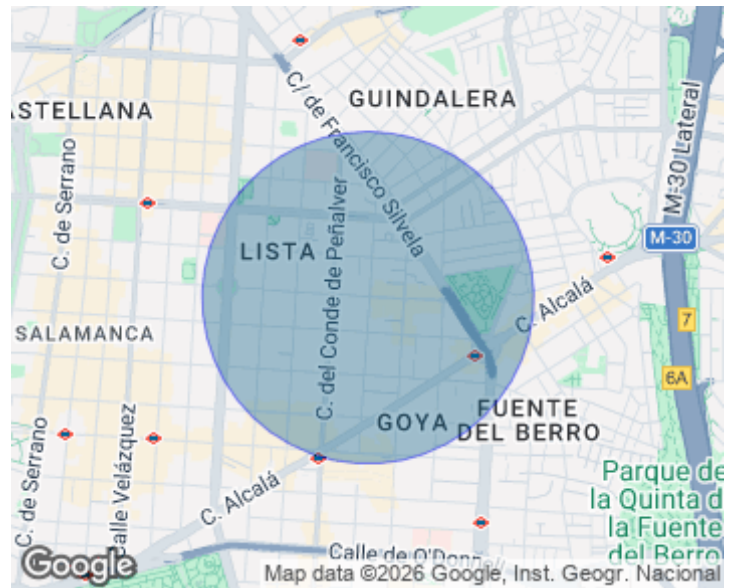 GUINDALERA
ASTELLANA
C/ de Francisco Silvela
M-30 Lateral
C. de Serrano
M-30
LISTA
C. del Conde de Peñalver
C. Alcalá
SALAMANCA
7
6A
Calle Velázquez
GOYA
FUENTE
DEL BERRO
C. de Serrano
C. Alcalá
Parque de
la Quinta d
la Fuente
del Berro
Calle de O'Donn
Google
Map data ©2026 Google, Inst. Geogr. Nacional